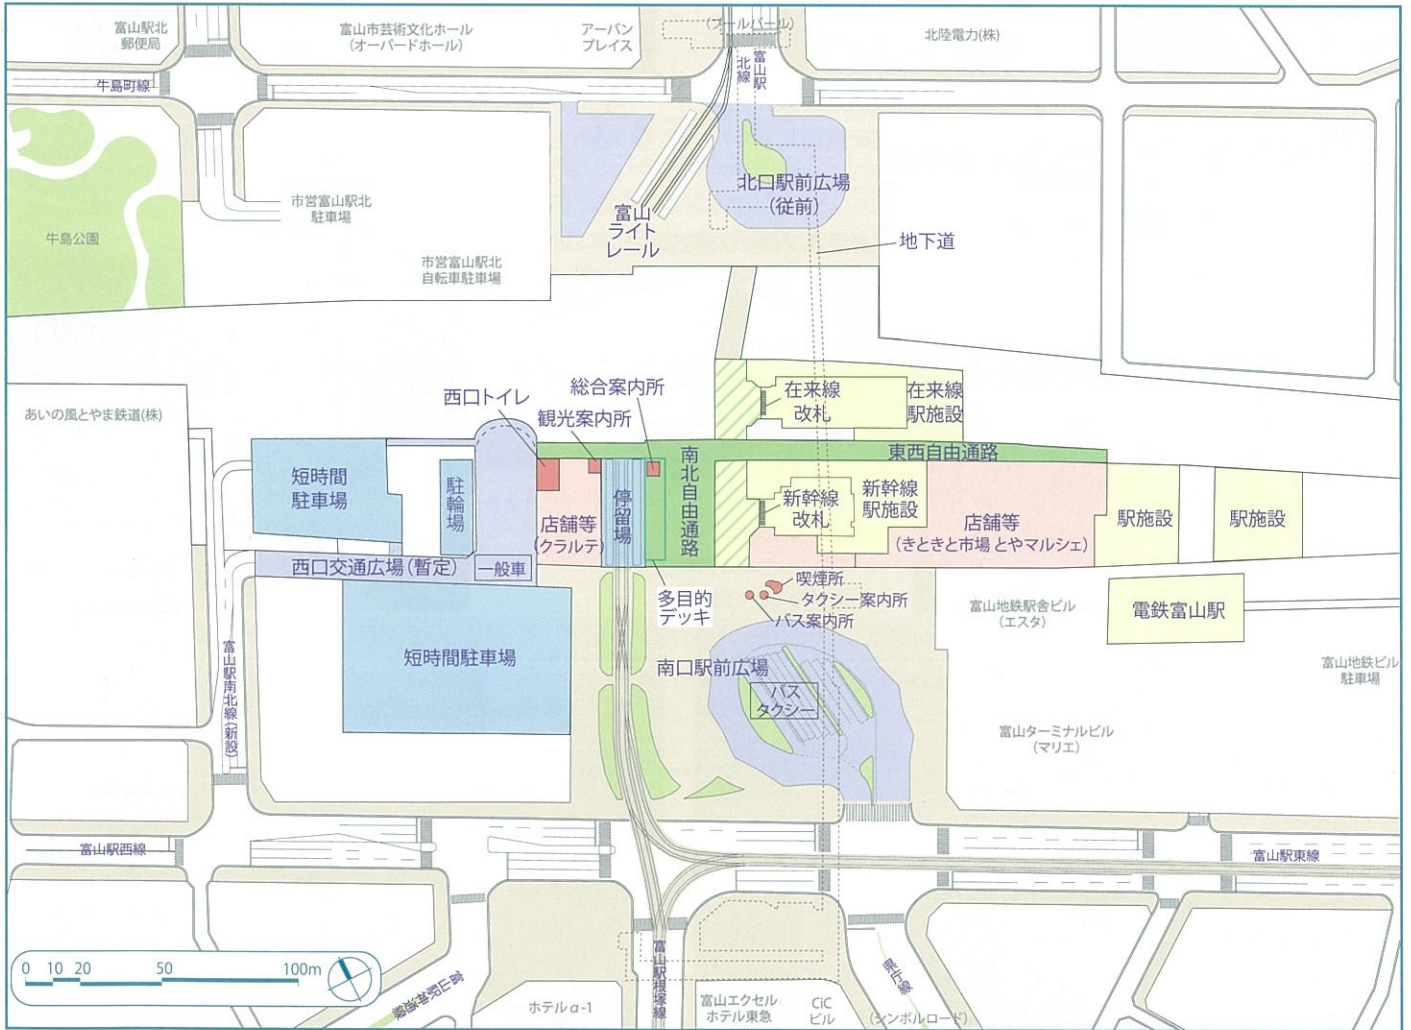 富山駅北
郵便局
富山市芸術文化ホール
(オーバードホール)
アーバン
プレイス
(ブールバール)
北陸電力(株)
牛島町線
富山駅
北線
市営富山駅北
駐車場
牛島公園
市営富山駅北
自転車駐車場
富山
ライト
レール
北口駅前広場
(従前)
地下道
あいの風とやま鉄道(株)
西口トイレ
総合案内所
観光案内所
在来線
改札
在来線
駅施設
東西自由通路
短時間
駐車場
駐輪場
店舗等
(クラルテ)
停留場
南北自由通路
新幹線
改札
新幹線
駅施設
店舗等
(きときと市場 とやマルシェ)
駅施設
駅施設
西口交通広場(暫定)
一般車
多目的
デッキ
喫煙所
タクシー案内所
バス案内所
富山地鉄駅舎ビル
(エスタ)
電鉄富山駅
富山駅南北線(新設)
短時間駐車場
南口駅前広場
バス
タクシー
富山地鉄ビル
駐車場
富山ターミナルビル
(マリエ)
富山駅西線
富山駅東線
0 10 20 50 100m
富山駅神通線
ホテルα-1
富山駅根塚線
富山エクセル
ホテル東急
CiC
ビル
県庁線
(シンボルロード)